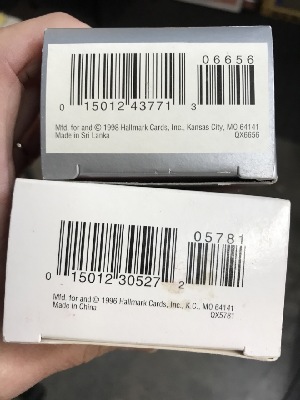 06656
0 15012 43771 3
Mfd. for and © 1998 Hallmark Cards, Inc., Kansas City, MO 64141
Made in Sri Lanka QX6656
05781
0 15012 30527 2
Mfd. for and © 1996 Hallmark Cards, Inc., K.C., MO 64141
Made in China QX5781